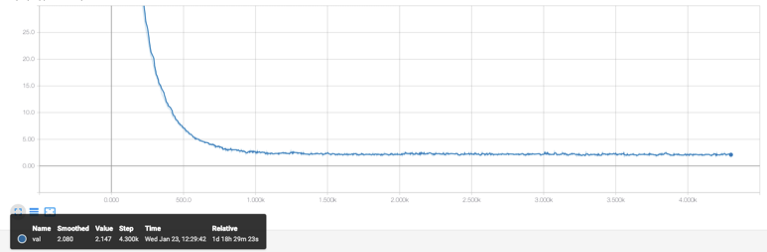 25.0
20.0
15.0
10.0
5.00
0.00
0.000 500.0 1.000k 1.500k 2.000k 2.500k 3.000k 3.500k 4.000k
Name Smoothed Value Step Time Relative
val 2.080 2.147 4.300k Wed Jan 23, 12:29:42 1d 18h 29m 23s